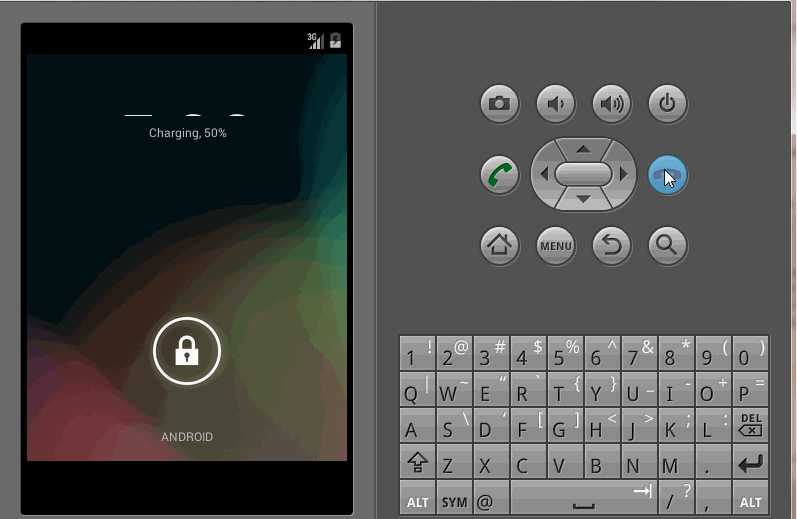 3G
Charging, 50%
ANDROID
MENU
1 ! 2 @ 3 # 4 $ 5 % 6 ^ 7 & 8 * 9 ( 0 )
Q | W ~ E “ R ` T { Y } U _ I - O + P =
A S \ D ‘ F [ G ] H < J > K ; L : DEL
Z X C V B N M .
ALT SYM @ / ? , ALT